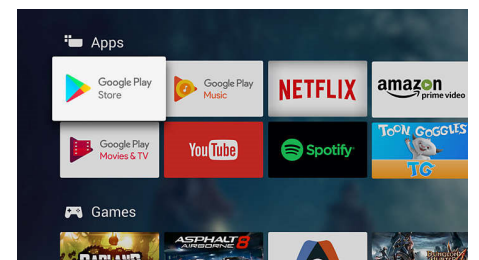 Apps
Google Play
Store
Google Play
Music
NETFLIX
amazon
prime video
Google Play
Movies & TV
YouTube
Spotify
TOON GOGGLES
TG
Games
BADLAND
ASPHALT 8
AIRBORNE